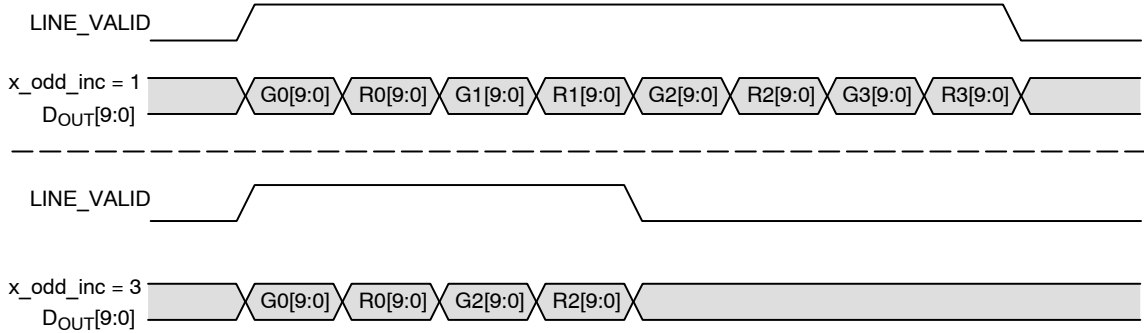 LINE_VALID
x_odd_inc = 1
DOUT[9:0]
G0[9:0] R0[9:0] G1[9:0] R1[9:0] G2[9:0] R2[9:0] G3[9:0] R3[9:0]
LINE_VALID
x_odd_inc = 3
DOUT[9:0]
G0[9:0] R0[9:0] G2[9:0] R2[9:0]